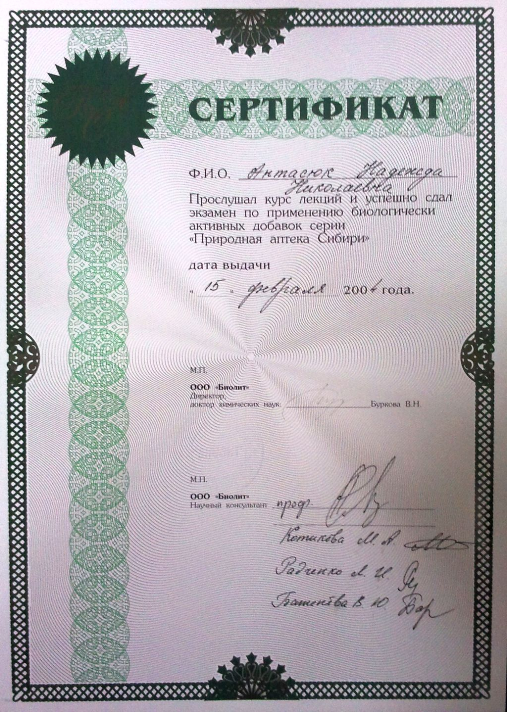 СЕРТИФИКАТ
Ф.И.О. Антасюк Надежда
Николаевна
Прослушал курс лекций и успешно сдал
экзамен по применению биологически
активных добавок серии
«Природная аптека Сибири»
дата выдачи
„ 15 „ февраля 2004 года.
М.П.
ООО «Биолит»
Директор,
доктор химических наук Буркова В.Н.
М.Н.
ООО «Биолит»
Научный консультант проф.
Котикова М. А.
Радченко Л. И.
В. Ю.